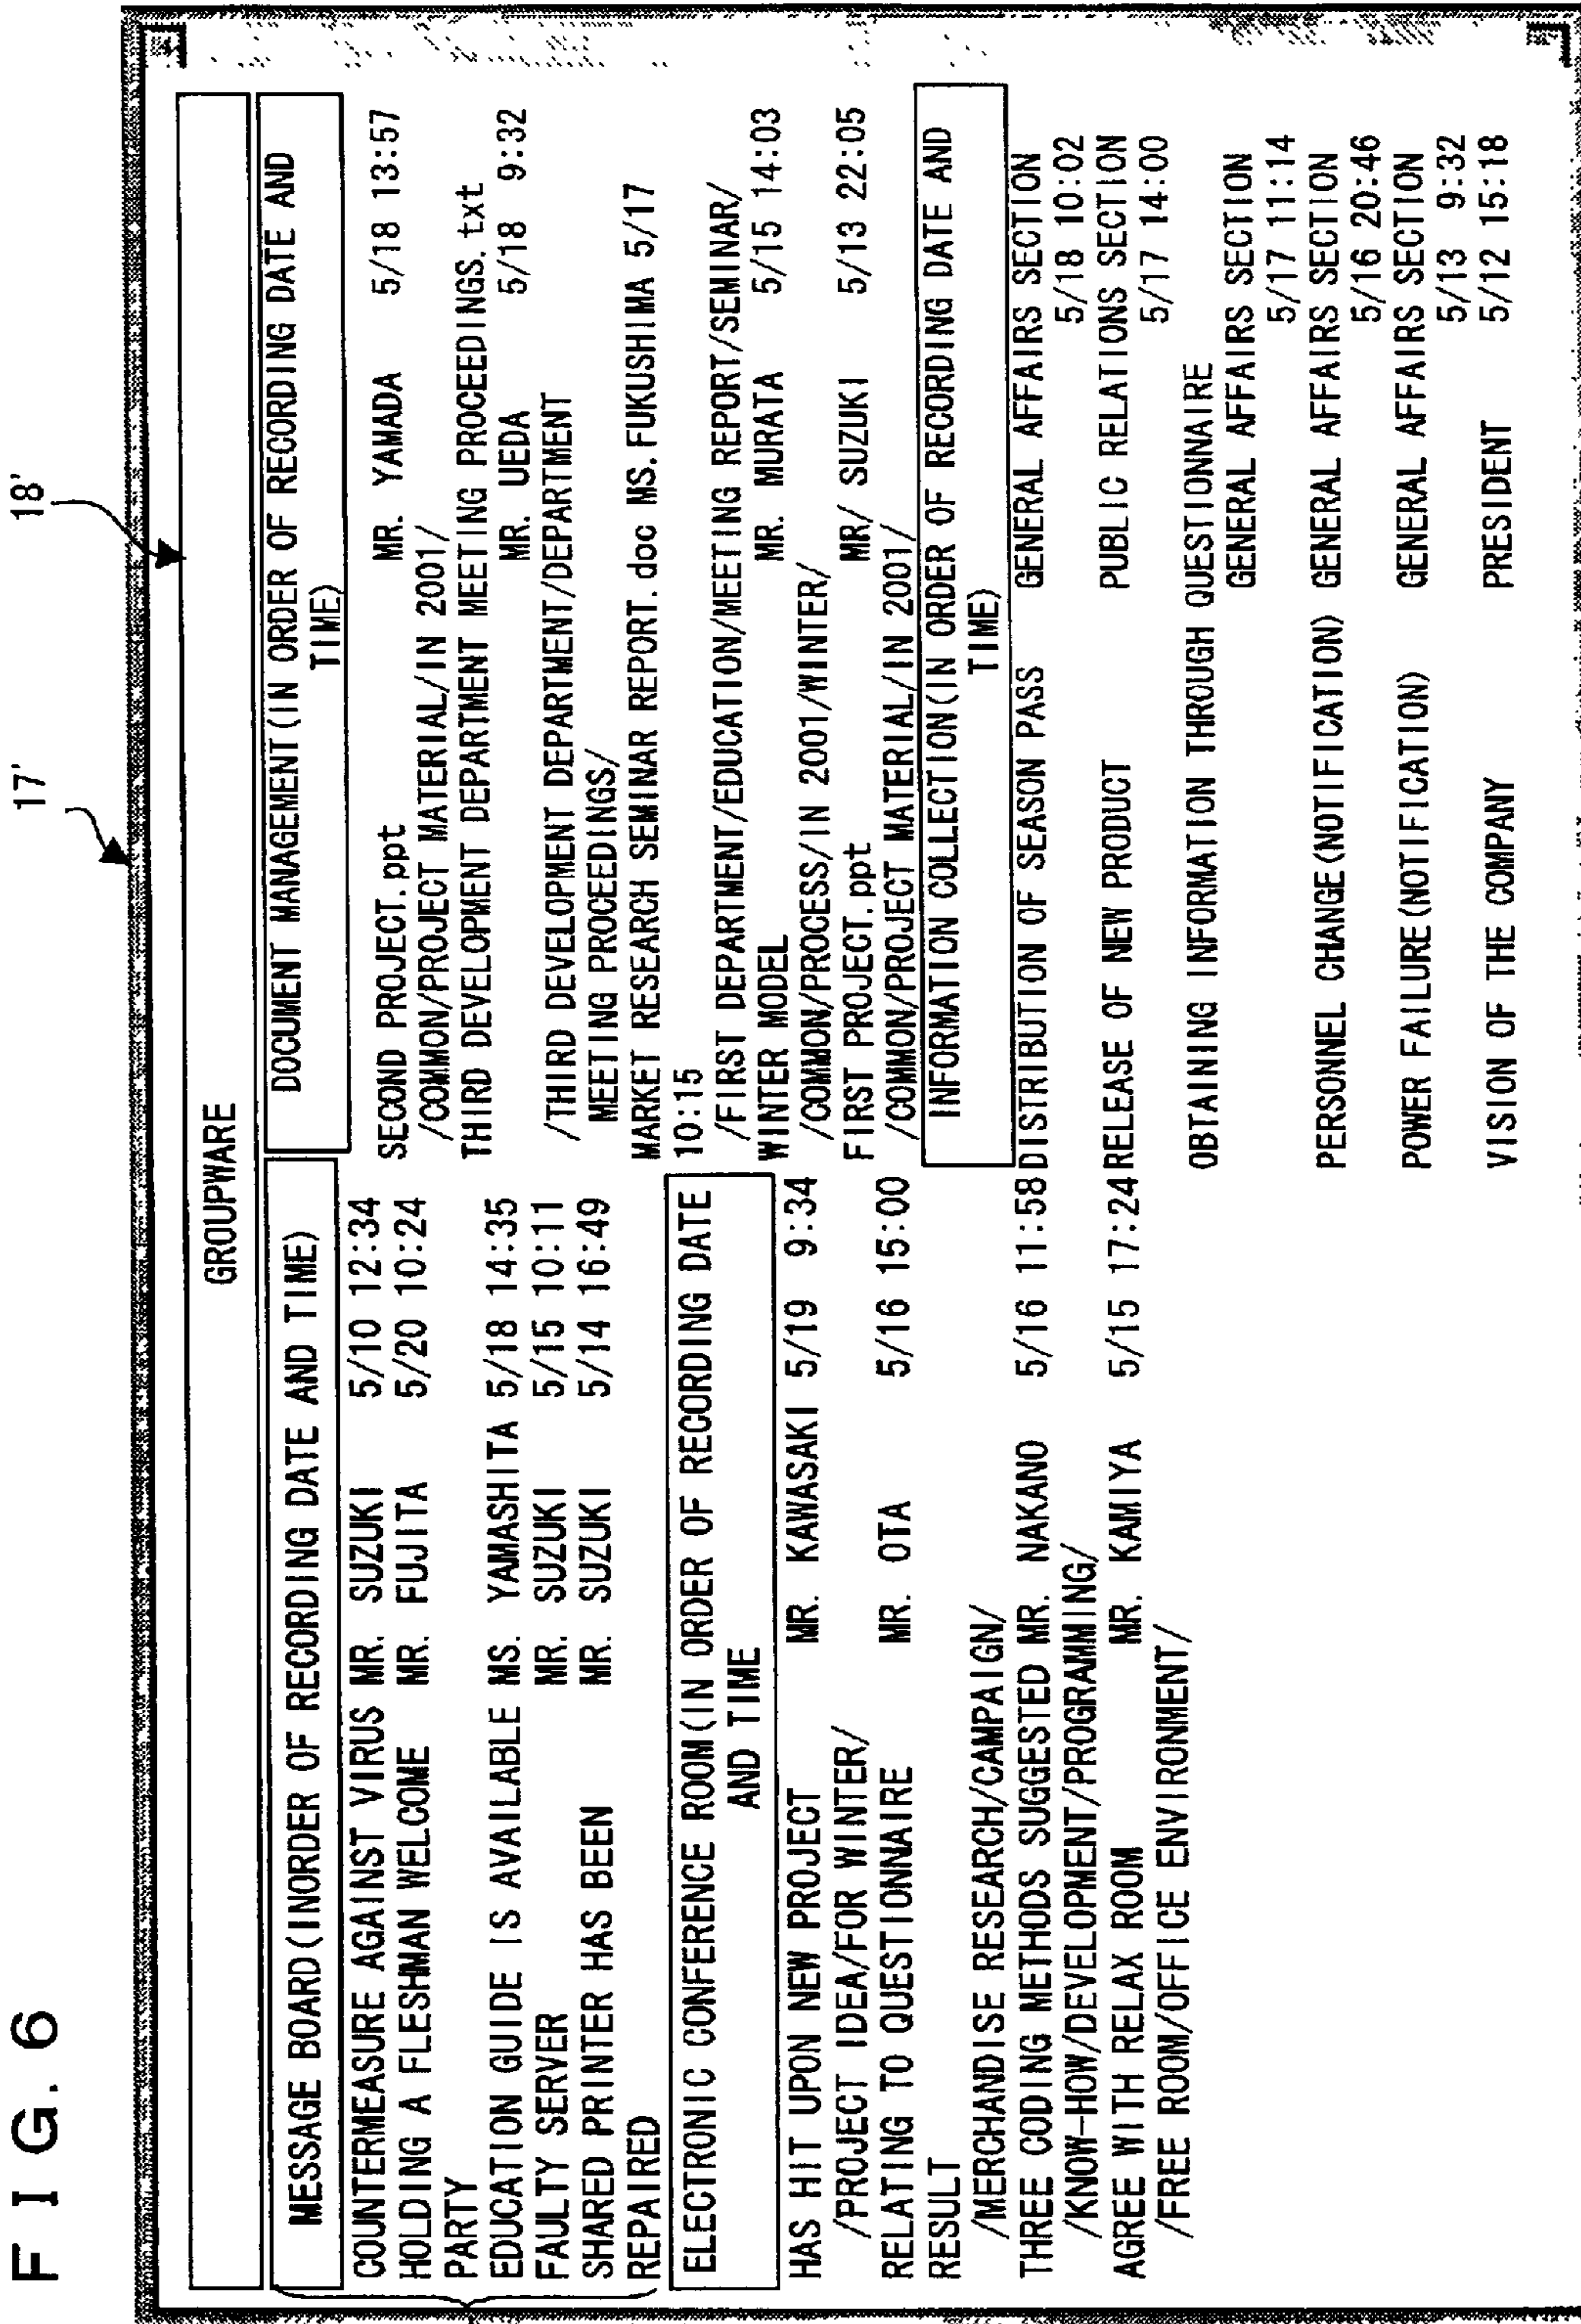 FIG. 6
17'
18'
GROUPWARE
MESSAGE BOARD(INORDER OF RECORDING DATE AND TIME)
COUNTERMEASURE AGAINST VIRUS MR. SUZUKI 5/10 12:34
HOLDING A FLESHMAN WELCOME MR. FUJITA 5/20 10:24
PARTY
EDUCATION GUIDE IS AVAILABLE MS. YAMASHITA 5/18 14:35
FAULTY SERVER MR. SUZUKI 5/15 10:11
SHARED PRINTER HAS BEEN MR. SUZUKI 5/14 16:49
REPAIRED
ELECTRONIC CONFERENCE ROOM(IN ORDER OF RECORDING DATE
AND TIME
HAS HIT UPON NEW PROJECT MR. KAWASAKI 5/19 9:34
/PROJECT IDEA/FOR WINTER/
RELATING TO QUESTIONNAIRE MR. OTA 5/16 15:00
RESULT
/MERCHANDISE RESEARCH/CAMPAIGN/
THREE CODING METHODS SUGGESTED MR. NAKANO 5/16 11:58
/KNOW-HOW/DEVELOPMENT/PROGRAMMING/
AGREE WITH RELAX ROOM MR. KAMIYA 5/15 17:24
/FREE ROOM/OFFICE ENVIRONMENT/
DOCUMENT MANAGEMENT(IN ORDER OF RECORDING DATE AND
TIME)
SECOND PROJECT.ppt MR. YAMADA 5/18 13:57
/COMMON/PROJECT MATERIAL/IN 2001/
THIRD DEVELOPMENT DEPARTMENT MEETING PROCEEDINGS.txt
MR. UEDA 5/18 9:32
/THIRD DEVELOPMENT DEPARTMENT/DEPARTMENT
MEETING PROCEEDINGS/
MARKET RESEARCH SEMINAR REPORT.doc MS.FUKUSHIMA 5/17
10:15
/FIRST DEPARTMENT/EDUCATION/MEETING REPORT/SEMINAR/
WINTER MODEL MR. MURATA 5/15 14:03
/COMMON/PROCESS/IN 2001/WINTER/
FIRST PROJECT.ppt MR/ SUZUKI 5/13 22:05
/COMMON/PROJECT MATERIAL/IN 2001/
INFORMATION COLLECTION(IN ORDER OF RECORDING DATE AND
TIME)
DISTRIBUTION OF SEASON PASS GENERAL AFFAIRS SECTION
5/18 10:02
RELEASE OF NEW PRODUCT PUBLIC RELATIONS SECTION
5/17 14:00
OBTAINING INFORMATION THROUGH QUESTIONNAIRE
GENERAL AFFAIRS SECTION
5/17 11:14
PERSONNEL CHANGE(NOTIFICATION) GENERAL AFFAIRS SECTION
5/16 20:46
POWER FAILURE(NOTIFICATION) GENERAL AFFAIRS SECTION
5/13 9:32
VISION OF THE COMPANY PRESIDENT 5/12 15:18